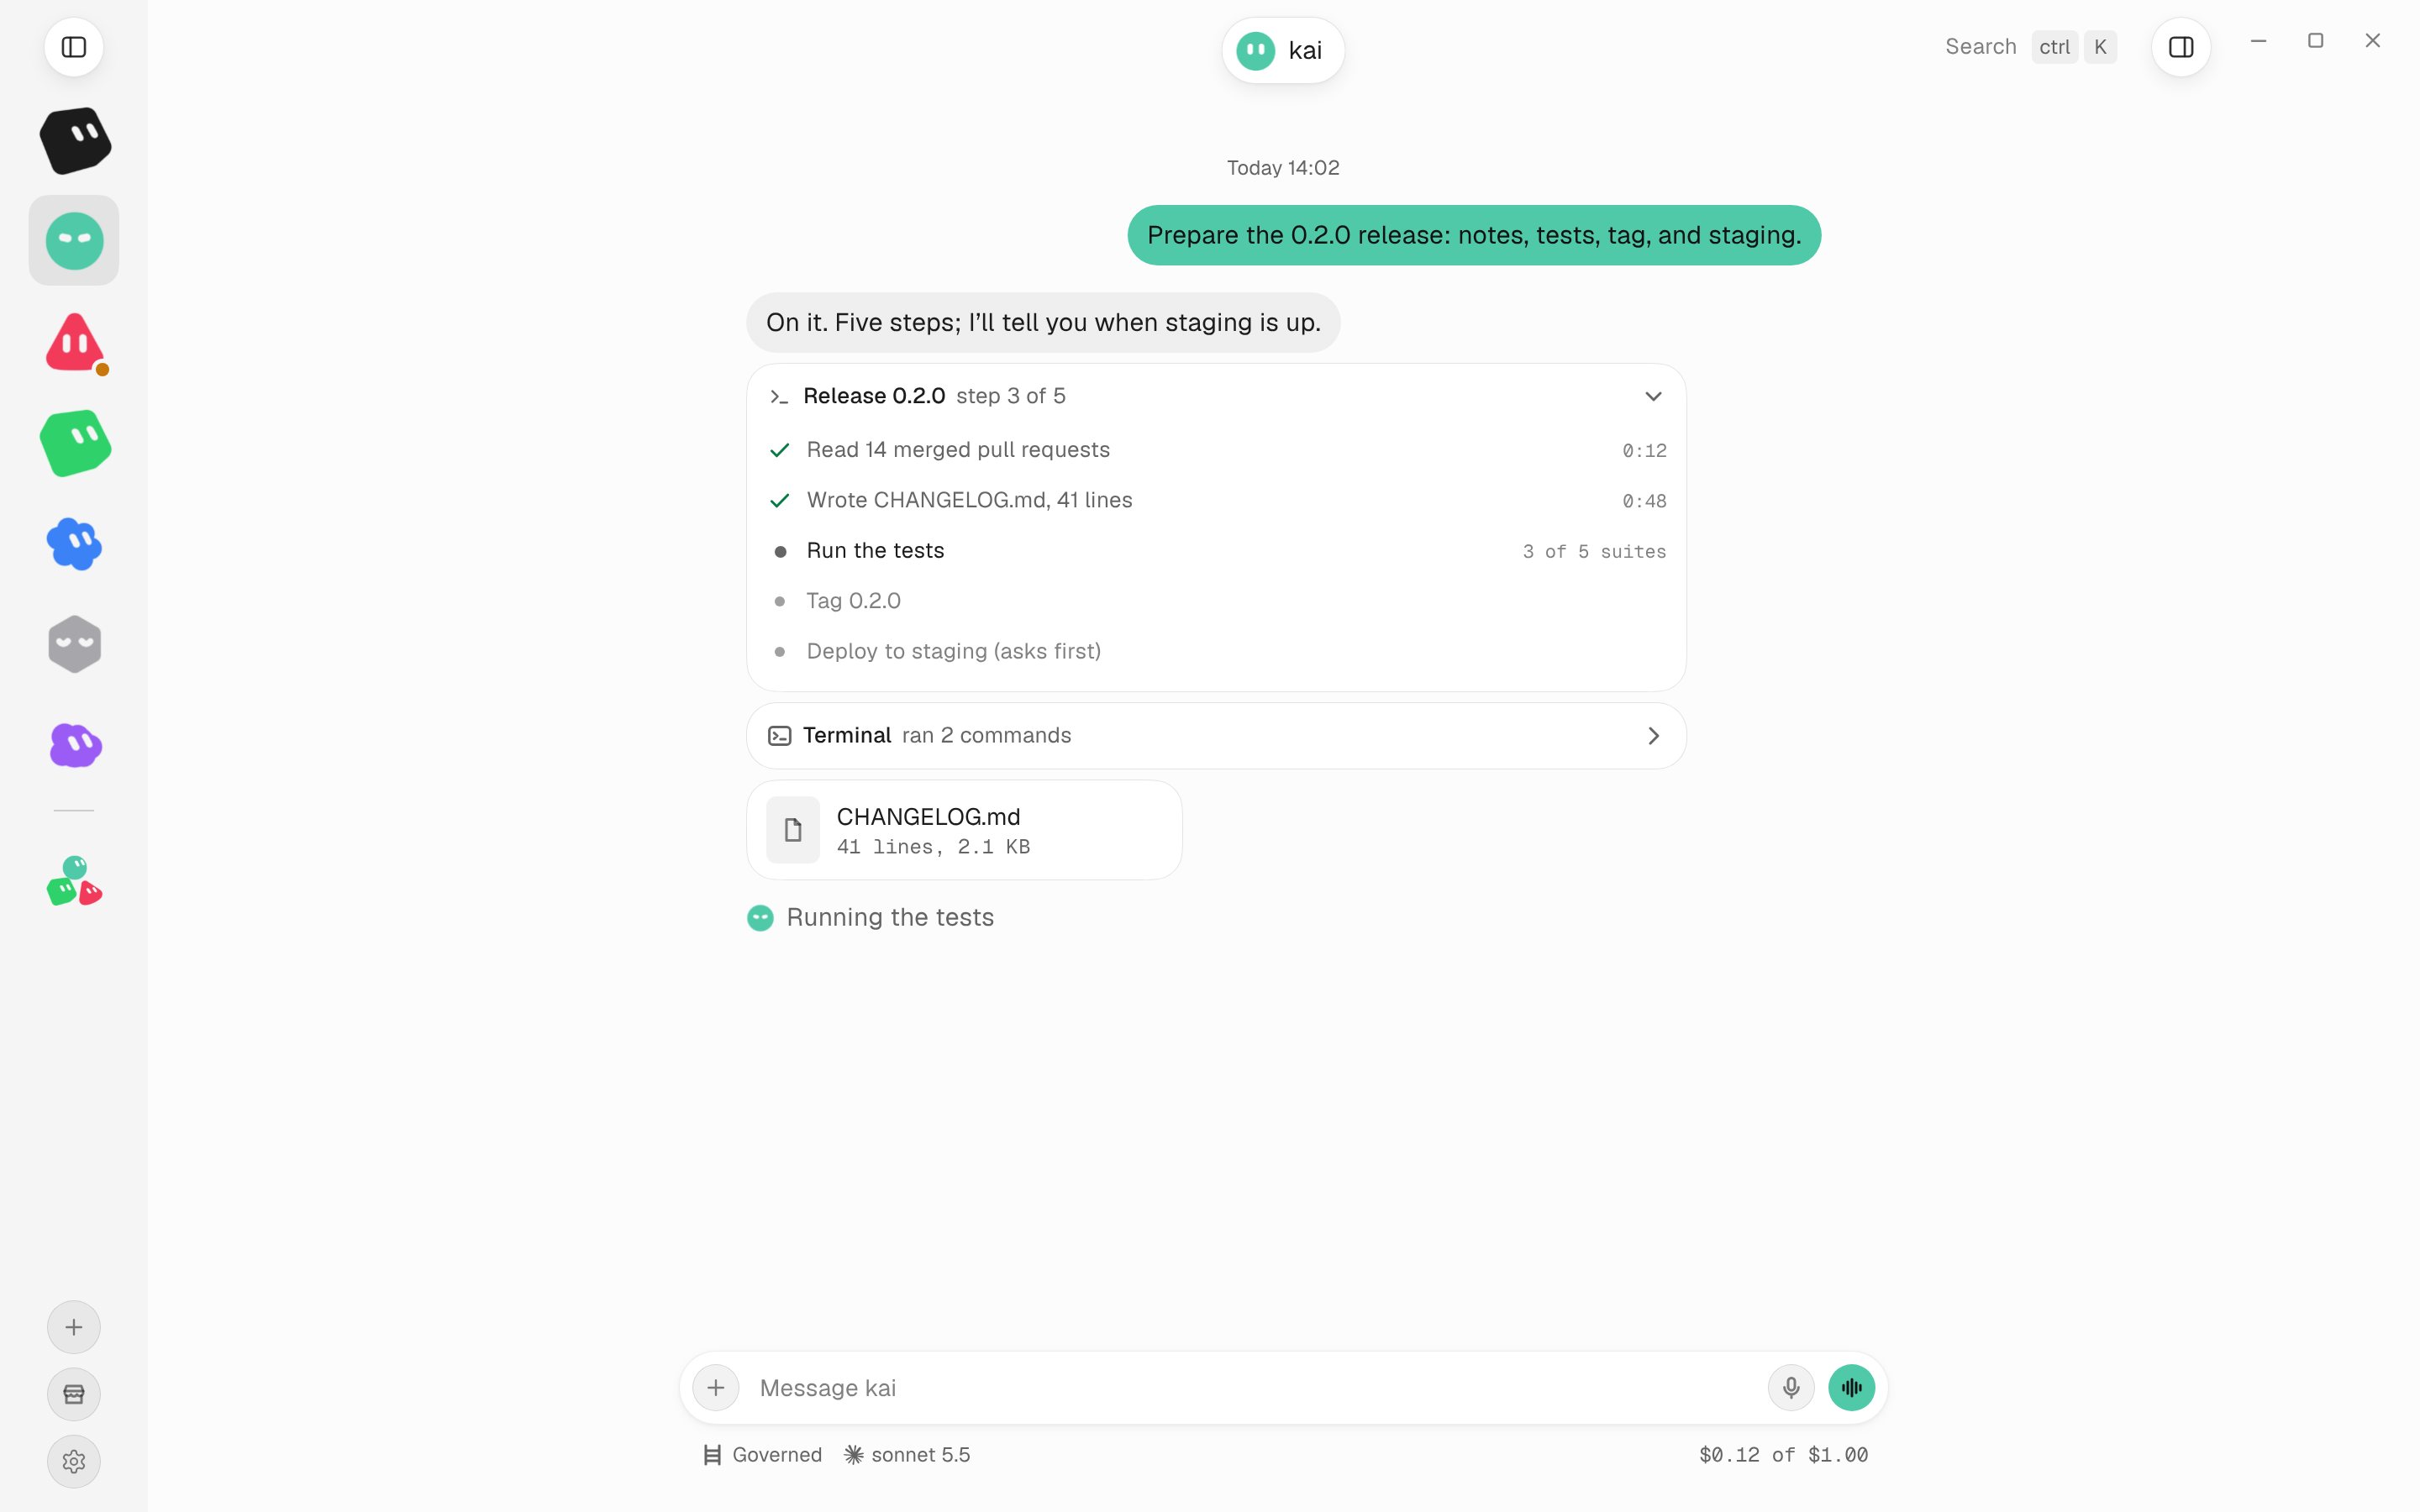 kai
Search ctrl K
Today 14:02
Prepare the 0.2.0 release: notes, tests, tag, and staging.
On it. Five steps; I’ll tell you when staging is up.
Release 0.2.0 step 3 of 5
Read 14 merged pull requests 0:12
Wrote CHANGELOG.md, 41 lines 0:48
Run the tests 3 of 5 suites
Tag 0.2.0
Deploy to staging (asks first)
Terminal ran 2 commands
CHANGELOG.md
41 lines, 2.1 KB
Running the tests
Message kai
Governed sonnet 5.5 $0.12 of $1.00